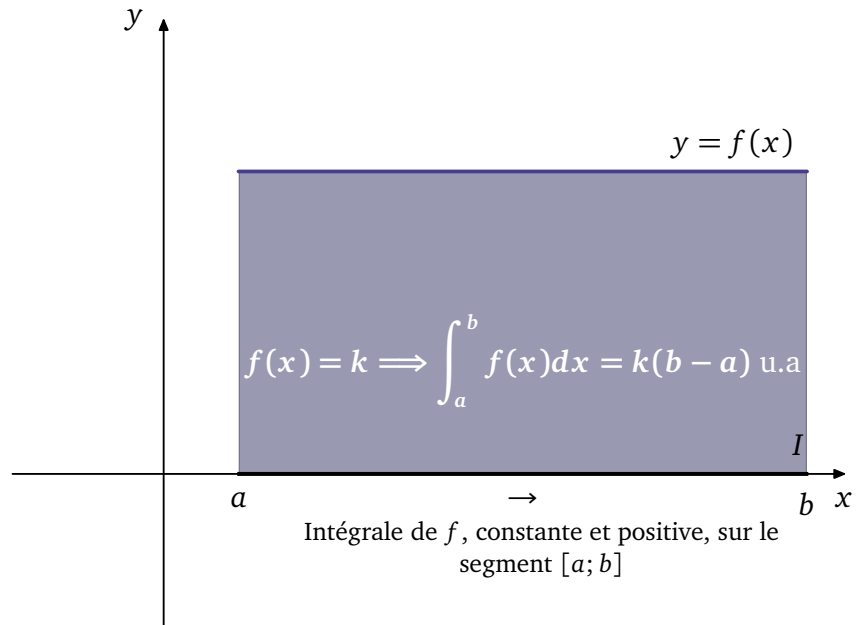 y
y = f(x)
f(x) = k ⟹ ∫_a^b f(x)dx = k(b − a) u.a
I
a → b x
Intégrale de f, constante et positive, sur le
segment [a; b]